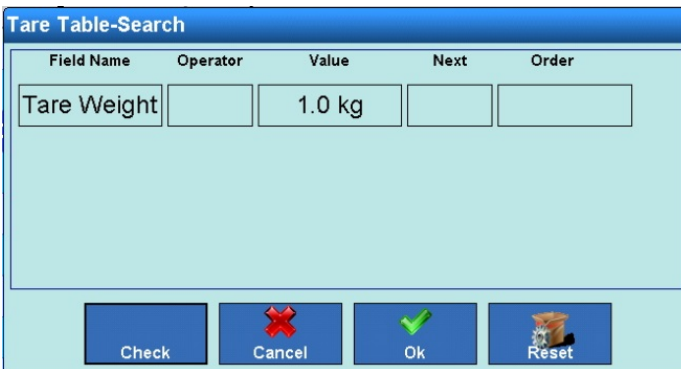 Tare Table-Search
Field Name Operator Value Next Order
Tare Weight 1.0 kg
Check Cancel Ok Reset